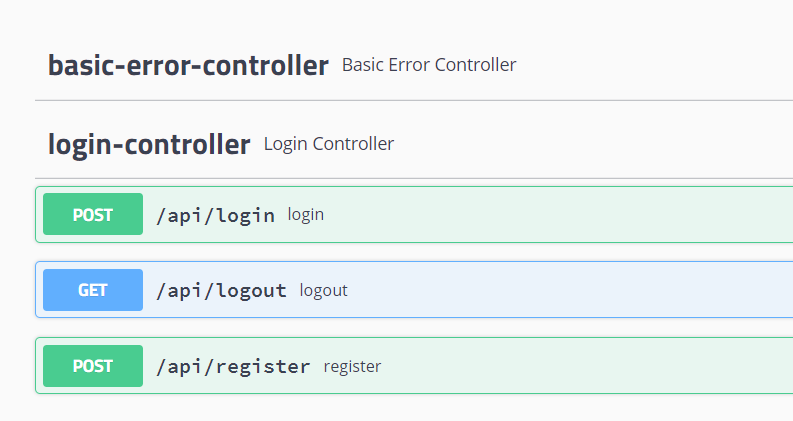 basic-error-controller Basic Error Controller
login-controller Login Controller
POST /api/login login
GET /api/logout logout
POST /api/register register